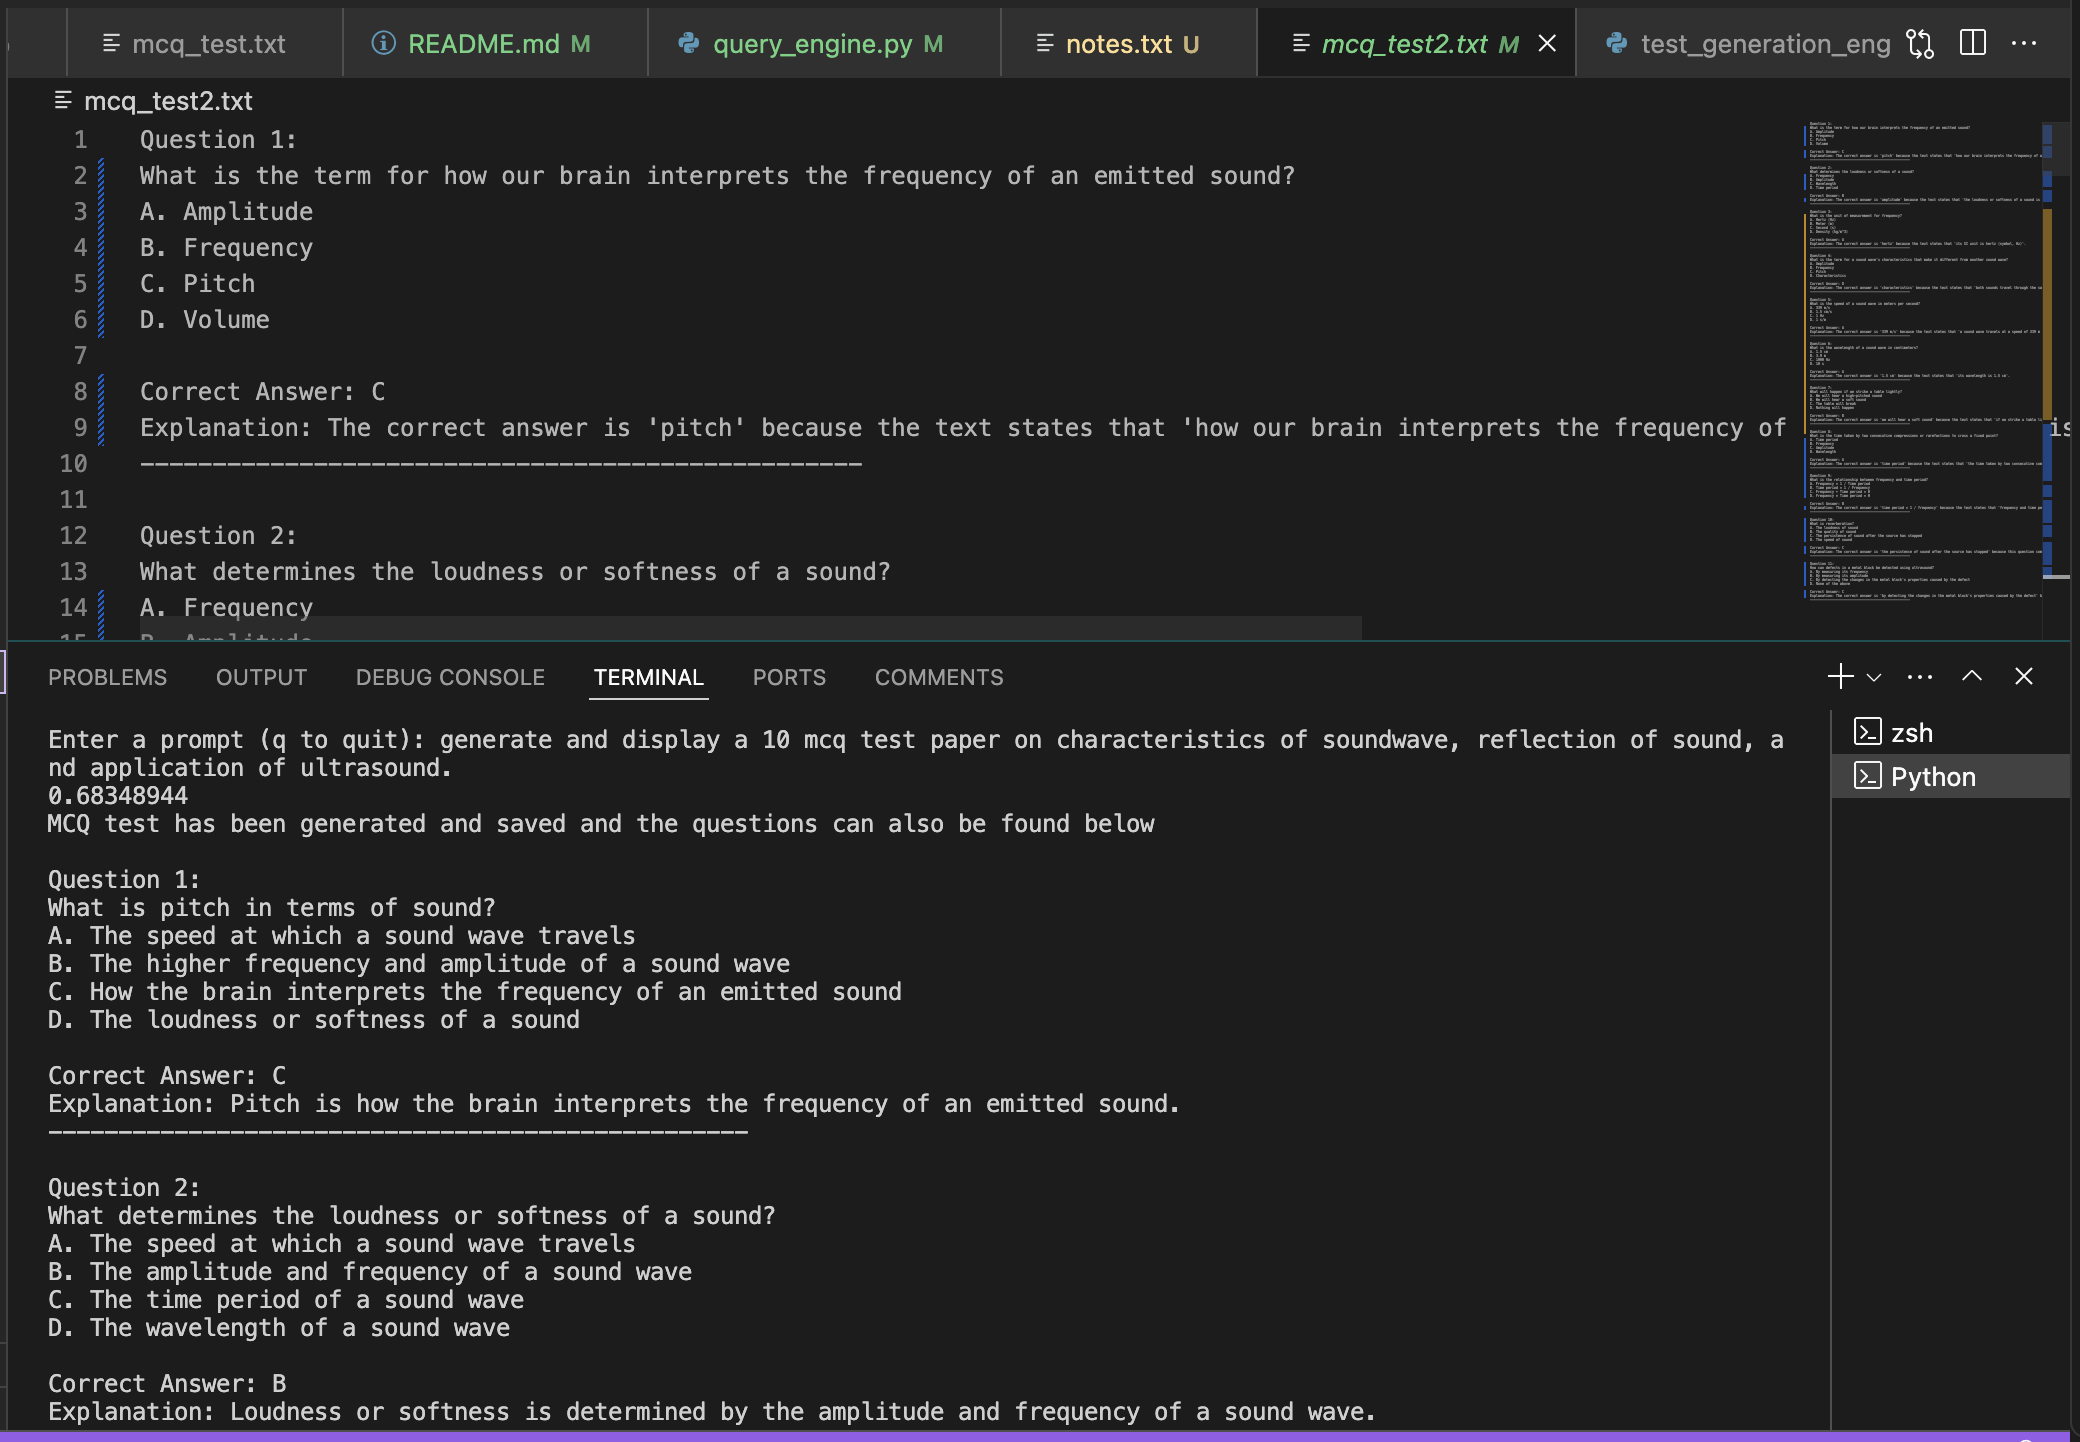 mcq_test.txt
README.md M
query_engine.py M
notes.txt U
mcq_test2.txt M
test_generation_eng
mcq_test2.txt
1 Question 1:
2 What is the term for how our brain interprets the frequency of an emitted sound?
3 A. Amplitude
4 B. Frequency
5 C. Pitch
6 D. Volume
7
8 Correct Answer: C
9 Explanation: The correct answer is 'pitch' because the text states that 'how our brain interprets the frequency of
10 --------------------------------------------------
11
12 Question 2:
13 What determines the loudness or softness of a sound?
14 A. Frequency
15 B. Amplitude
PROBLEMS OUTPUT DEBUG CONSOLE TERMINAL PORTS COMMENTS
zsh
Python
Enter a prompt (q to quit): generate and display a 10 mcq test paper on characteristics of soundwave, reflection of sound, a
nd application of ultrasound.
0.68348944
MCQ test has been generated and saved and the questions can also be found below
Question 1:
What is pitch in terms of sound?
A. The speed at which a sound wave travels
B. The higher frequency and amplitude of a sound wave
C. How the brain interprets the frequency of an emitted sound
D. The loudness or softness of a sound
Correct Answer: C
Explanation: Pitch is how the brain interprets the frequency of an emitted sound.
--------------------------------------------------
Question 2:
What determines the loudness or softness of a sound?
A. The speed at which a sound wave travels
B. The amplitude and frequency of a sound wave
C. The time period of a sound wave
D. The wavelength of a sound wave
Correct Answer: B
Explanation: Loudness or softness is determined by the amplitude and frequency of a sound wave.